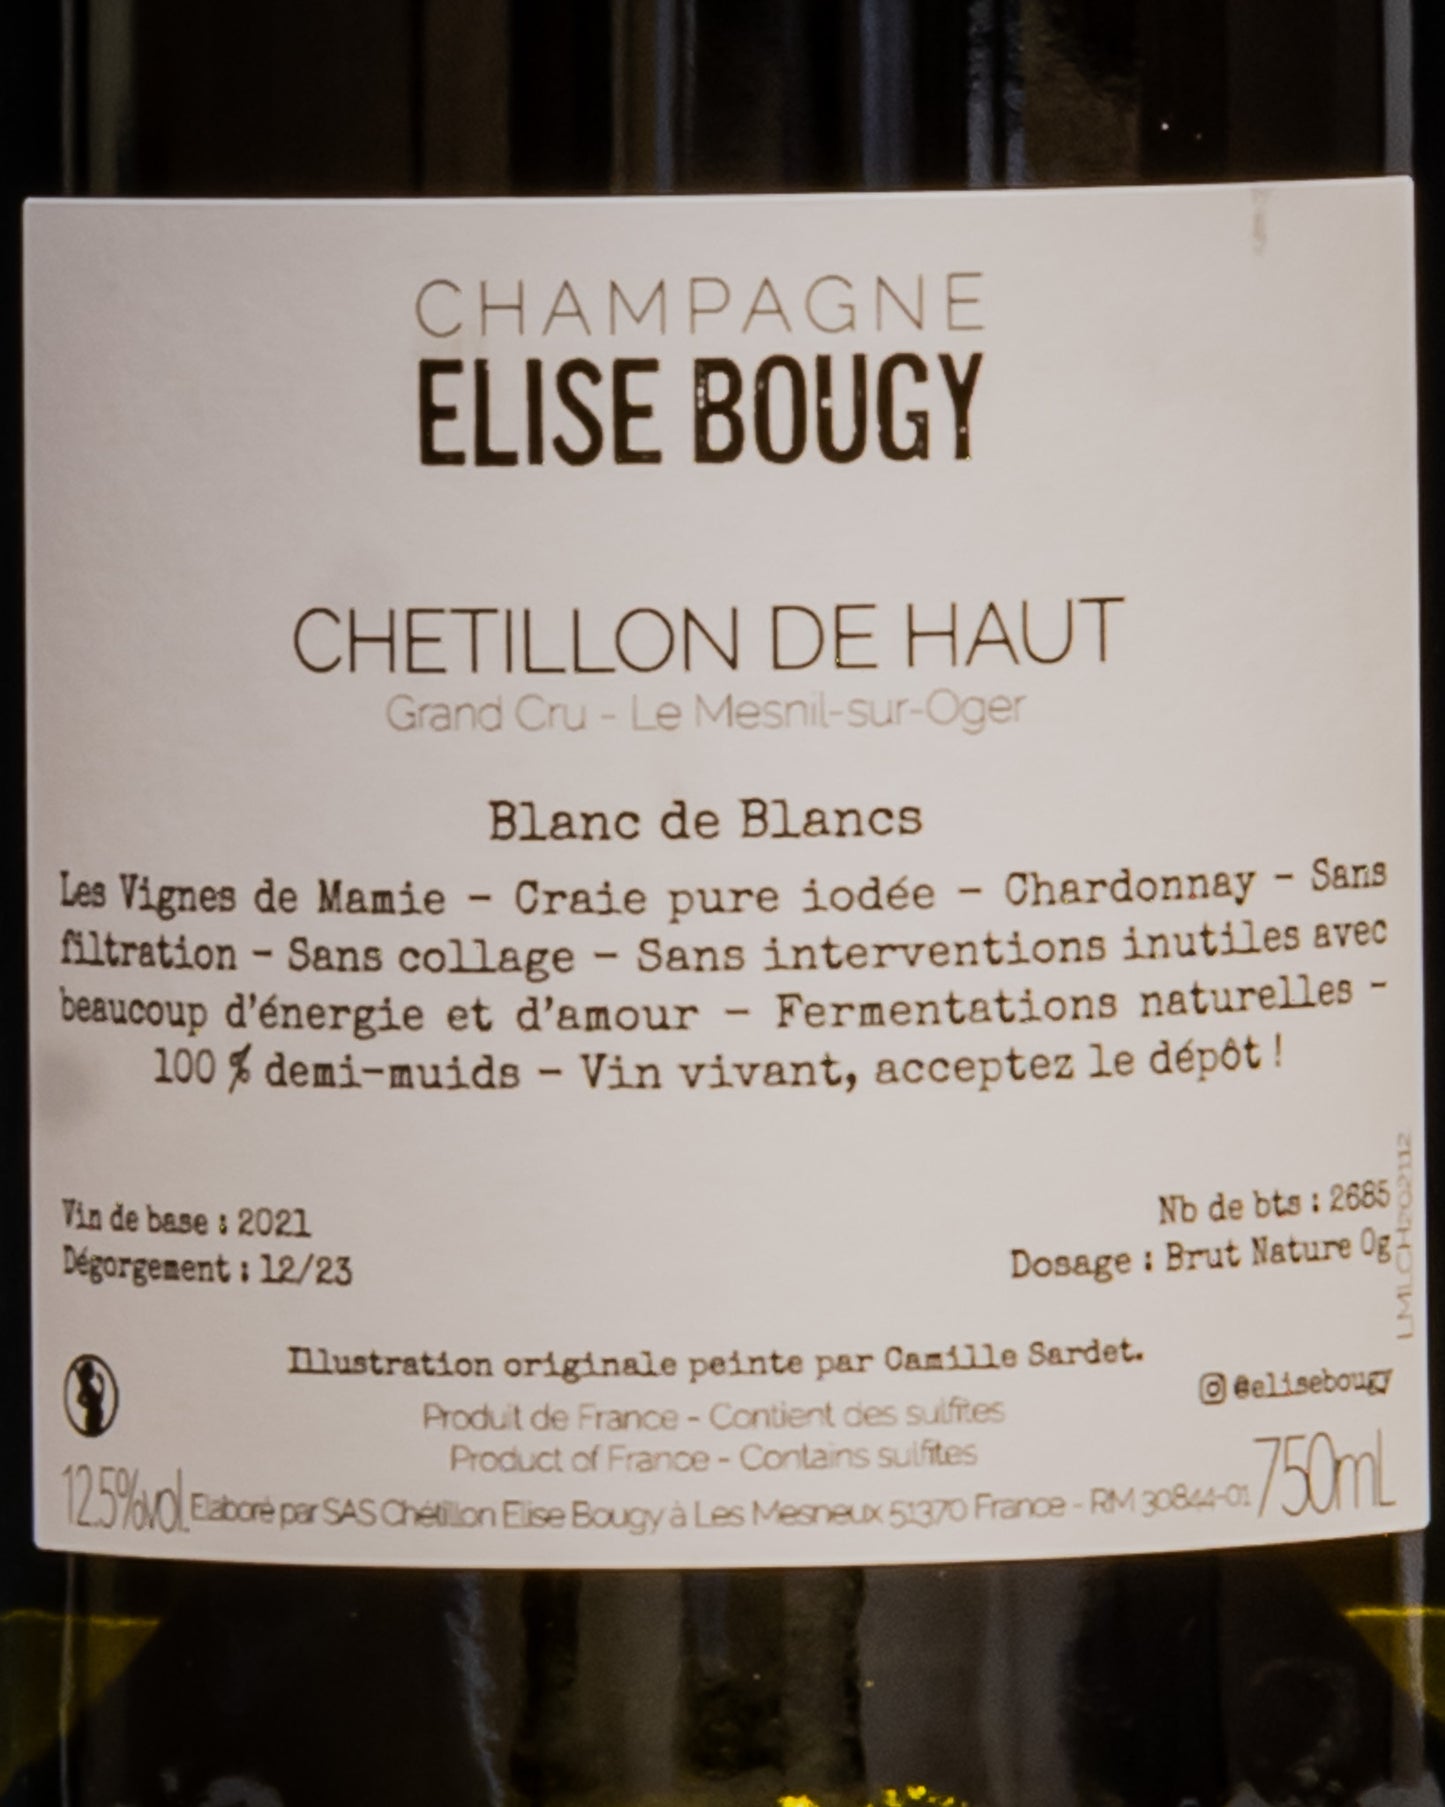 CHAMPAGNE
ELISE BOUGY
CHETILLON DE HAUT
Grand Cru - Le Mesnil-sur-Oger
Blanc de Blancs
Les Vignes de Mamie - Craie pure iodée - Chardonnay - Sans
filtration - Sans collage - Sans interventions inutiles avec
beaucoup d'énergie et d'amour - Fermentations naturelles -
100 % demi-muids - Vin vivant, acceptez le dépôt !
Vin de base : 2021
Dégorgement : 12/23
Nb de bts : 2685
Dosage : Brut Nature 0g
LMLCH202112
Illustration originale peinte par Camille Sardet.
@elisebougy
Produit de France - Contient des sulfites
Product of France - Contains sulfites
12.5%vol
Elaboré par SAS Chétillon Elise Bougy à Les Mesneux 51370 France - RM 30844-01
750mL